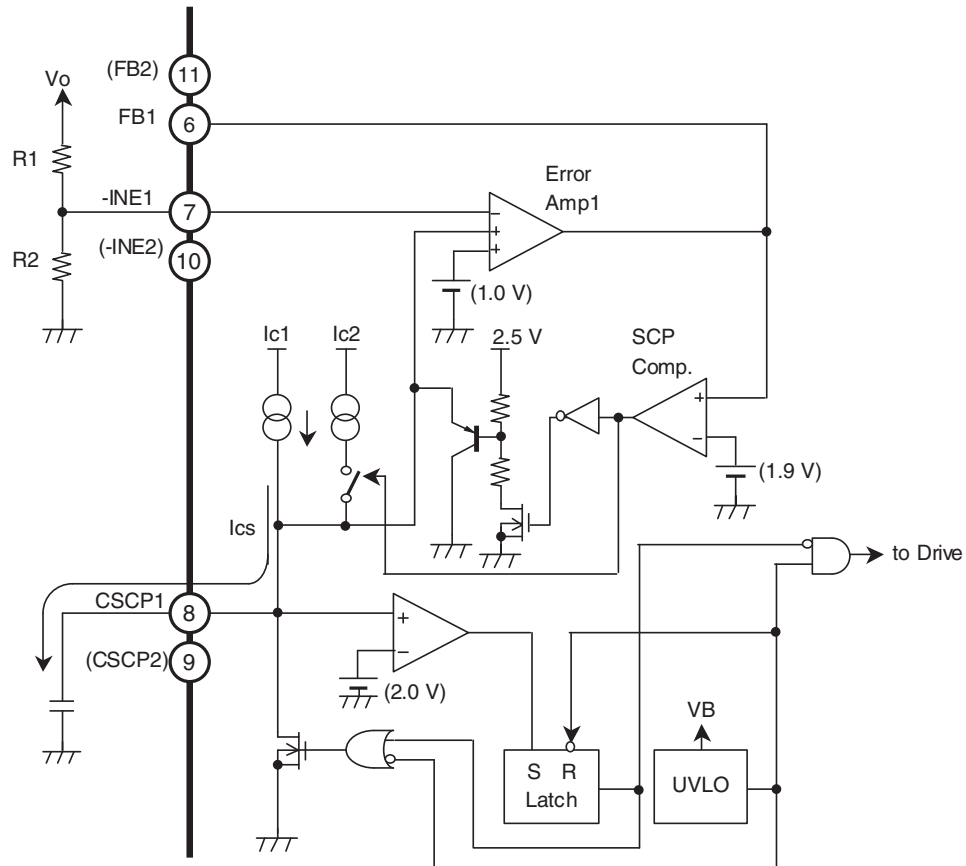 (FB2)
11
Vo
FB1
6
R1
Error
Amp1
-INE1
7
−
+
+
(-INE2)
10
R2
(1.0 V)
Ic1
Ic2
2.5 V
SCP
Comp.
+
−
(1.9 V)
Ics
to Drive
CSCP1
8
+
−
(CSCP2)
9
(2.0 V)
VB
S R
Latch
UVLO